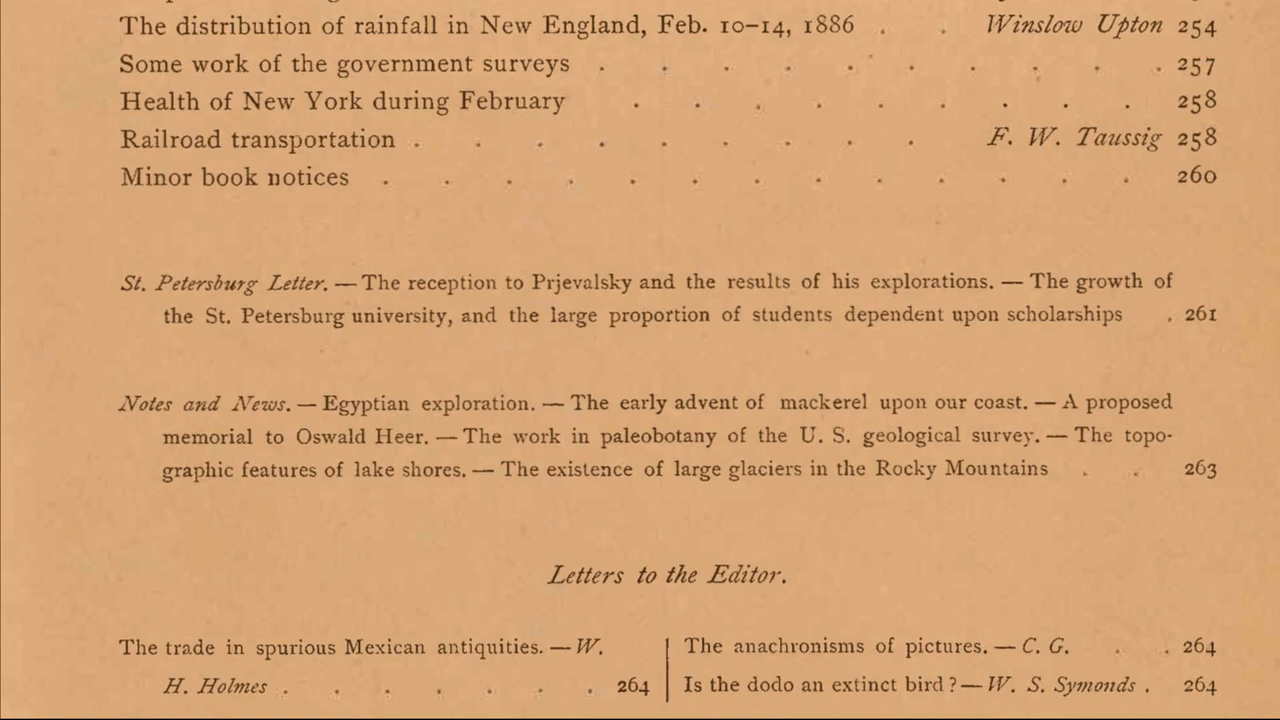 The distribution of rainfall in New England, Feb. 10-14, 1886 . . Winslow Upton 254
Some work of the government surveys . . . . . . . . . . 257
Health of New York during February . . . . . . . . . 258
Railroad transportation . . . . . . . . . F. W. Taussig 258
Minor book notices . . . . . . . . . . . . . 260
St. Petersburg Letter. — The reception to Prjevalsky and the results of his explorations. — The growth of
the St. Petersburg university, and the large proportion of students dependent upon scholarships . 261
Notes and News. — Egyptian exploration. — The early advent of mackerel upon our coast. — A proposed
memorial to Oswald Heer. — The work in paleobotany of the U. S. geological survey. — The topo-
graphic features of lake shores. — The existence of large glaciers in the Rocky Mountains . . 263
Letters to the Editor.
The trade in spurious Mexican antiquities. — W.
H. Holmes . . . . . . . 264
The anachronisms of pictures. — C. G. . . 264
Is the dodo an extinct bird? — W. S. Symonds . 264